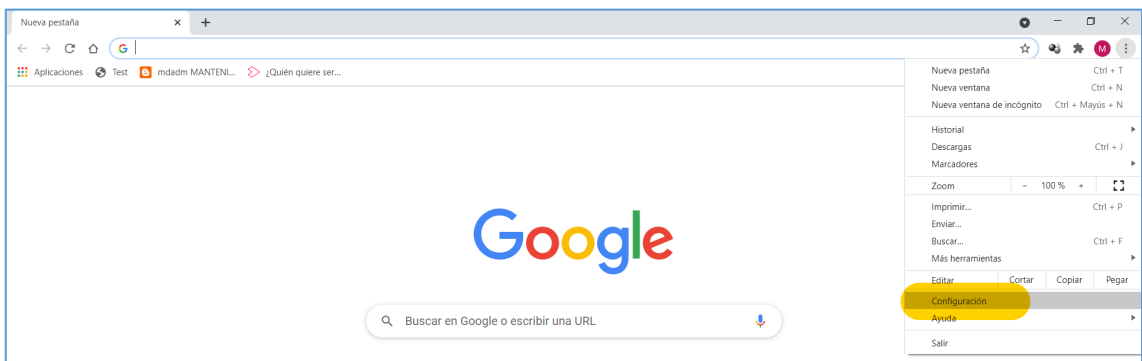 Nueva pestaña
G
M
Aplicaciones Test mdadm MANTENI... ¿Quién quiere ser...
Nueva pestaña Ctrl + T
Nueva ventana Ctrl + N
Nueva ventana de incógnito Ctrl + Mayús + N
Historial
Descargas Ctrl + J
Marcadores
Zoom - 100 % +
Imprimir... Ctrl + P
Enviar...
Buscar... Ctrl + F
Más herramientas
Editar Cortar Copiar Pegar
Configuración
Ayuda
Salir
Google
Buscar en Google o escribir una URL